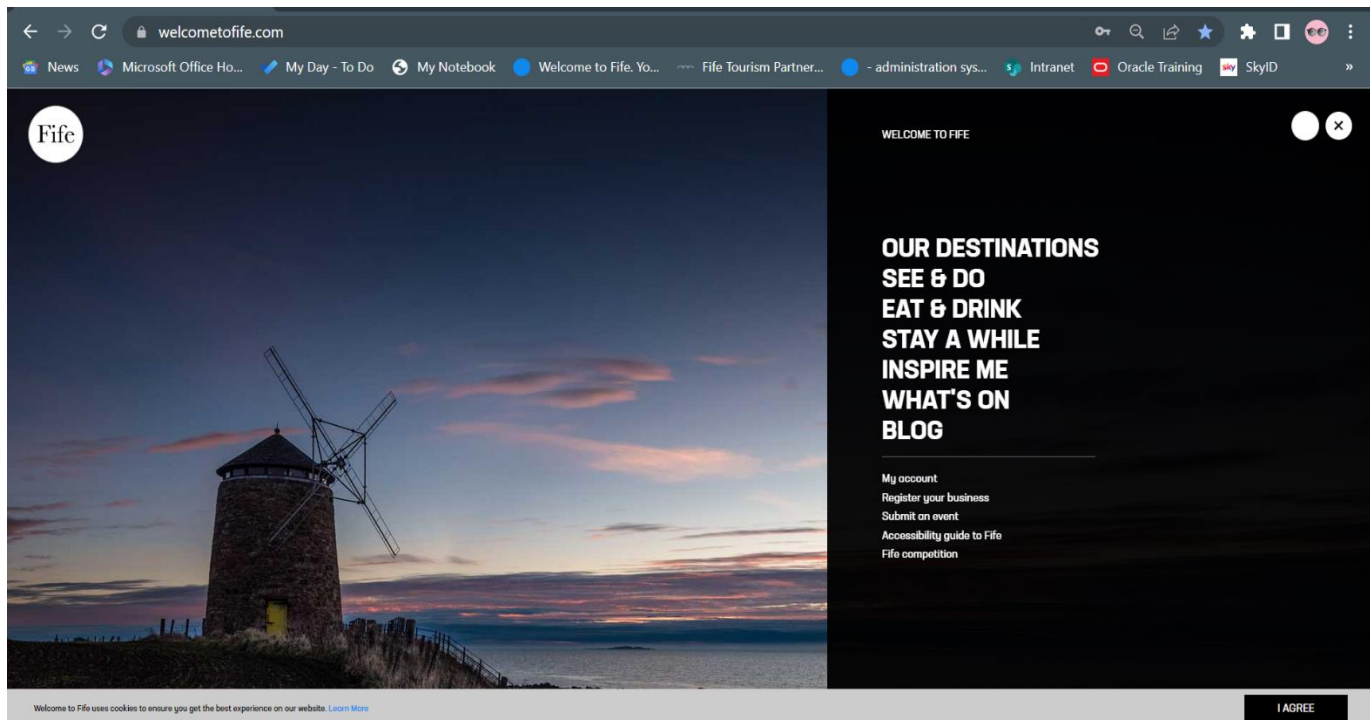 welcometofife.com
News Microsoft Office Ho... My Day - To Do My Notebook Welcome to Fife. Yo... Fife Tourism Partner... - administration sys... Intranet Oracle Training sky SkyID »
Fife
WELCOME TO FIFE
OUR DESTINATIONS
SEE & DO
EAT & DRINK
STAY A WHILE
INSPIRE ME
WHAT'S ON
BLOG
My account
Register your business
Submit an event
Accessibility guide to Fife
Fife competition
Welcome to Fife uses cookies to ensure you get the best experience on our website. Learn More
I AGREE